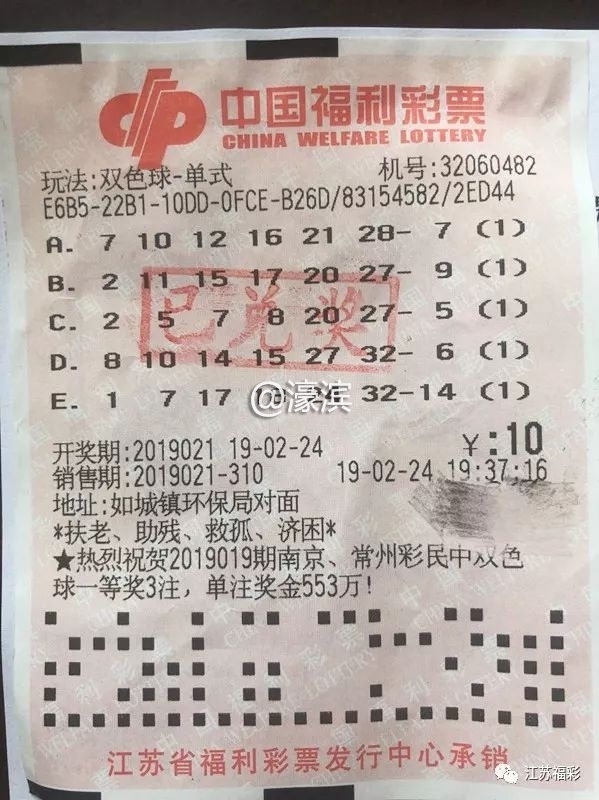 中国福利彩票
CHINA WELFARE LOTTERY
玩法:双色球-单式 机号:32060482
E6B5-22B1-10DD-0FCE-B26D/83154582/2ED44
A. 7 10 12 16 21 28- 7 (1)
B. 2 11 15 17 20 27- 9 (1)
C. 2 5 7 8 20 27- 5 (1)
已兑奖
D. 8 10 14 15 27 32- 6 (1)
E. 1 7 17 32-14 (1)
@濠滨
开奖期:2019021 19-02-24 ￥:10
销售期:2019021-310 19-02-24 19:37:16
地址:如城镇环保局对面
*扶老、助残、救孤、济困*
★热烈祝贺2019019期南京、常州彩民中双色
球一等奖3注，单注奖金553万!
江苏省福利彩票发行中心承销
江苏福彩